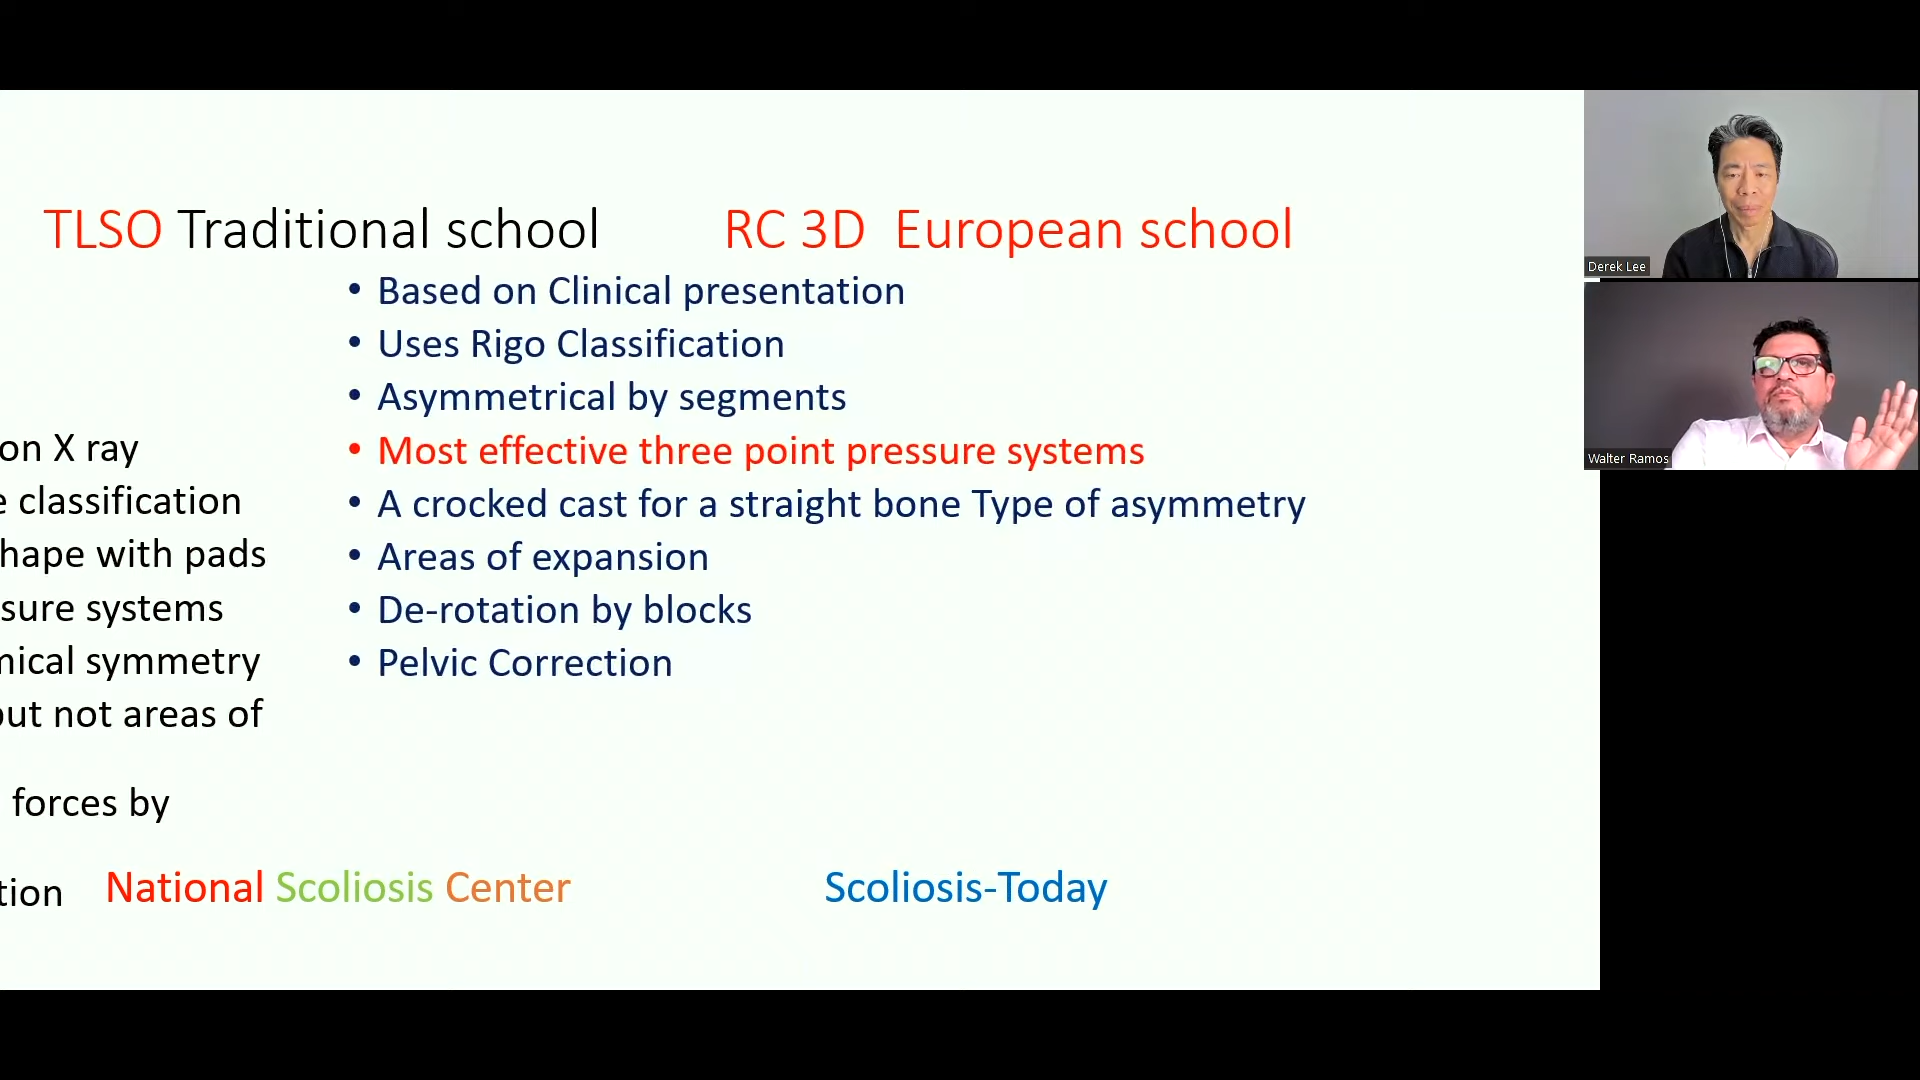 TLSO Traditional school
RC 3D European school
• Based on Clinical presentation
• Uses Rigo Classification
• Asymmetrical by segments
• Most effective three point pressure systems
• A crocked cast for a straight bone Type of asymmetry
• Areas of expansion
• De-rotation by blocks
• Pelvic Correction
on X ray
e classification
hape with pads
sure systems
mical symmetry
but not areas of
forces by
tion
National Scoliosis Center
Scoliosis-Today
Derek Lee
Walter Ramos